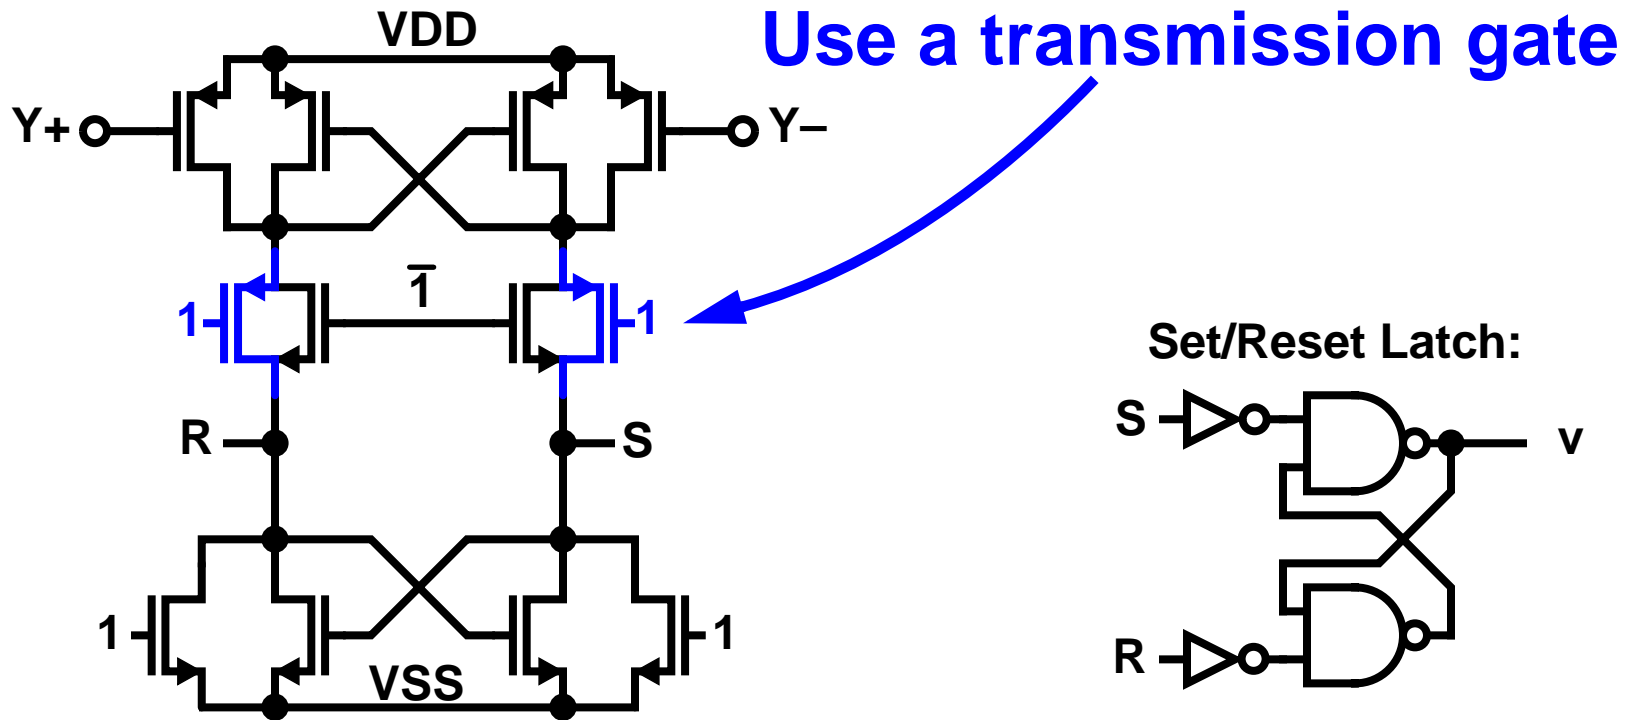 VDD
Use a transmission gate
Y+
Y–
1
1̅
1
Set/Reset Latch:
R
S
S
v
1
VSS
1
R